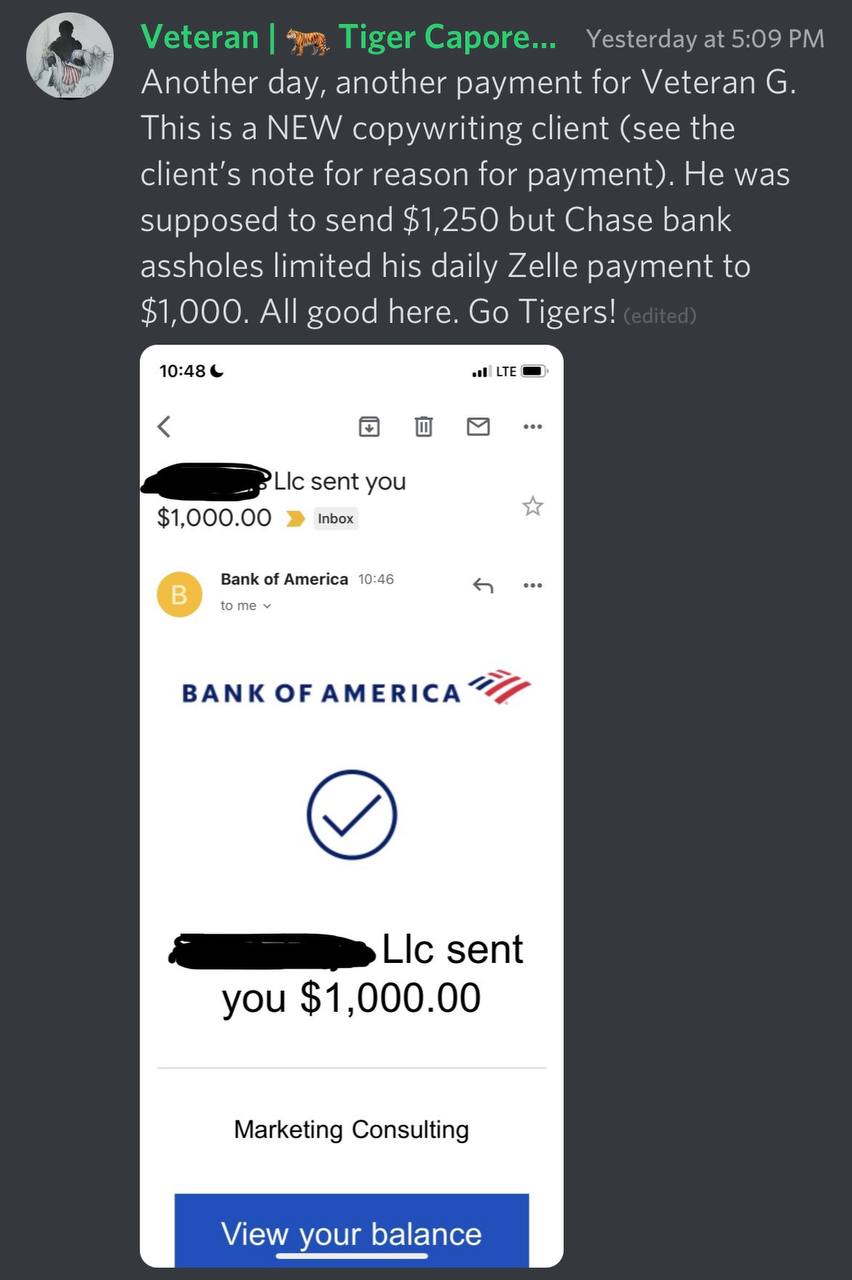 Veteran | 🐅 Tiger Capore... Yesterday at 5:09 PM
Another day, another payment for Veteran G.
This is a NEW copywriting client (see the
client’s note for reason for payment). He was
supposed to send $1,250 but Chase bank
assholes limited his daily Zelle payment to
$1,000. All good here. Go Tigers! (edited)
10:48 LTE
Llc sent you
$1,000.00 Inbox
B Bank of America 10:46
to me
BANK OF AMERICA
Llc sent
you $1,000.00
Marketing Consulting
View your balance